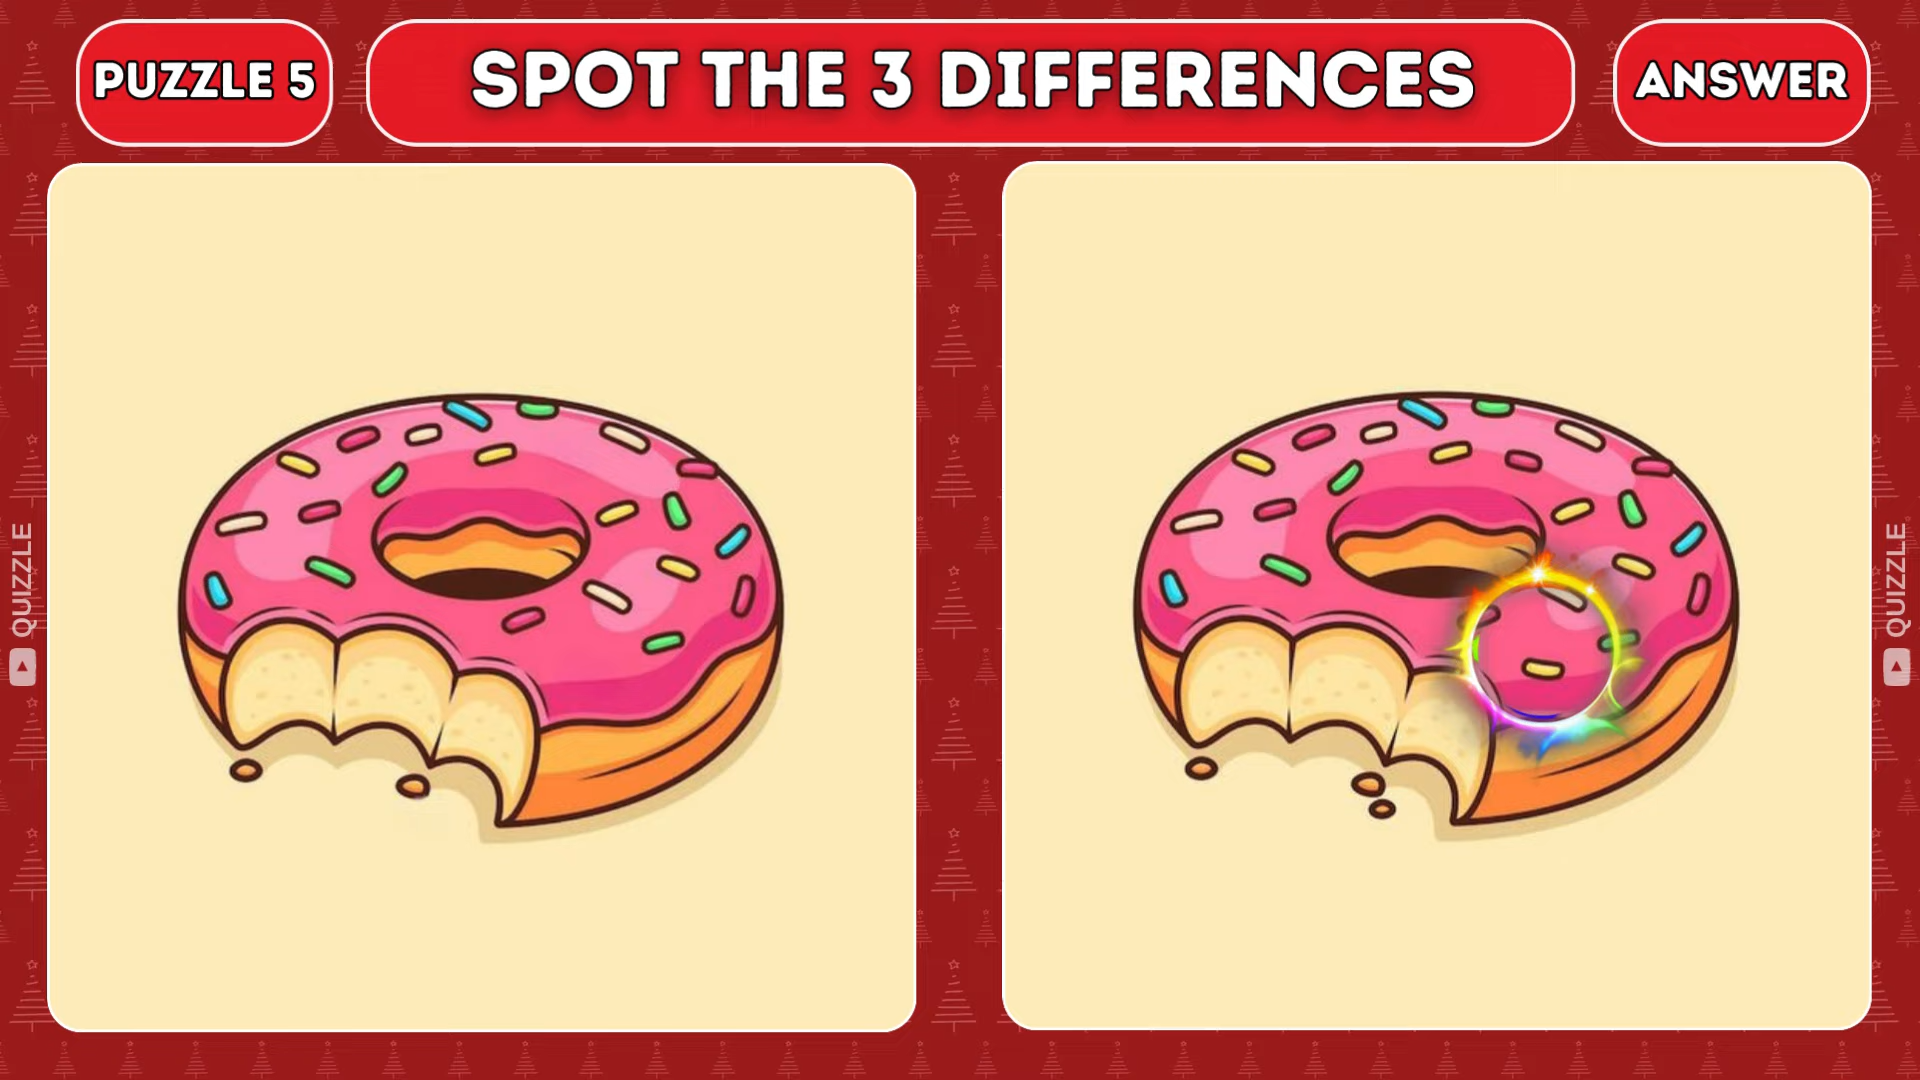 PUZZLE 5
SPOT THE 3 DIFFERENCES
ANSWER
QUIZZLE
QUIZZLE